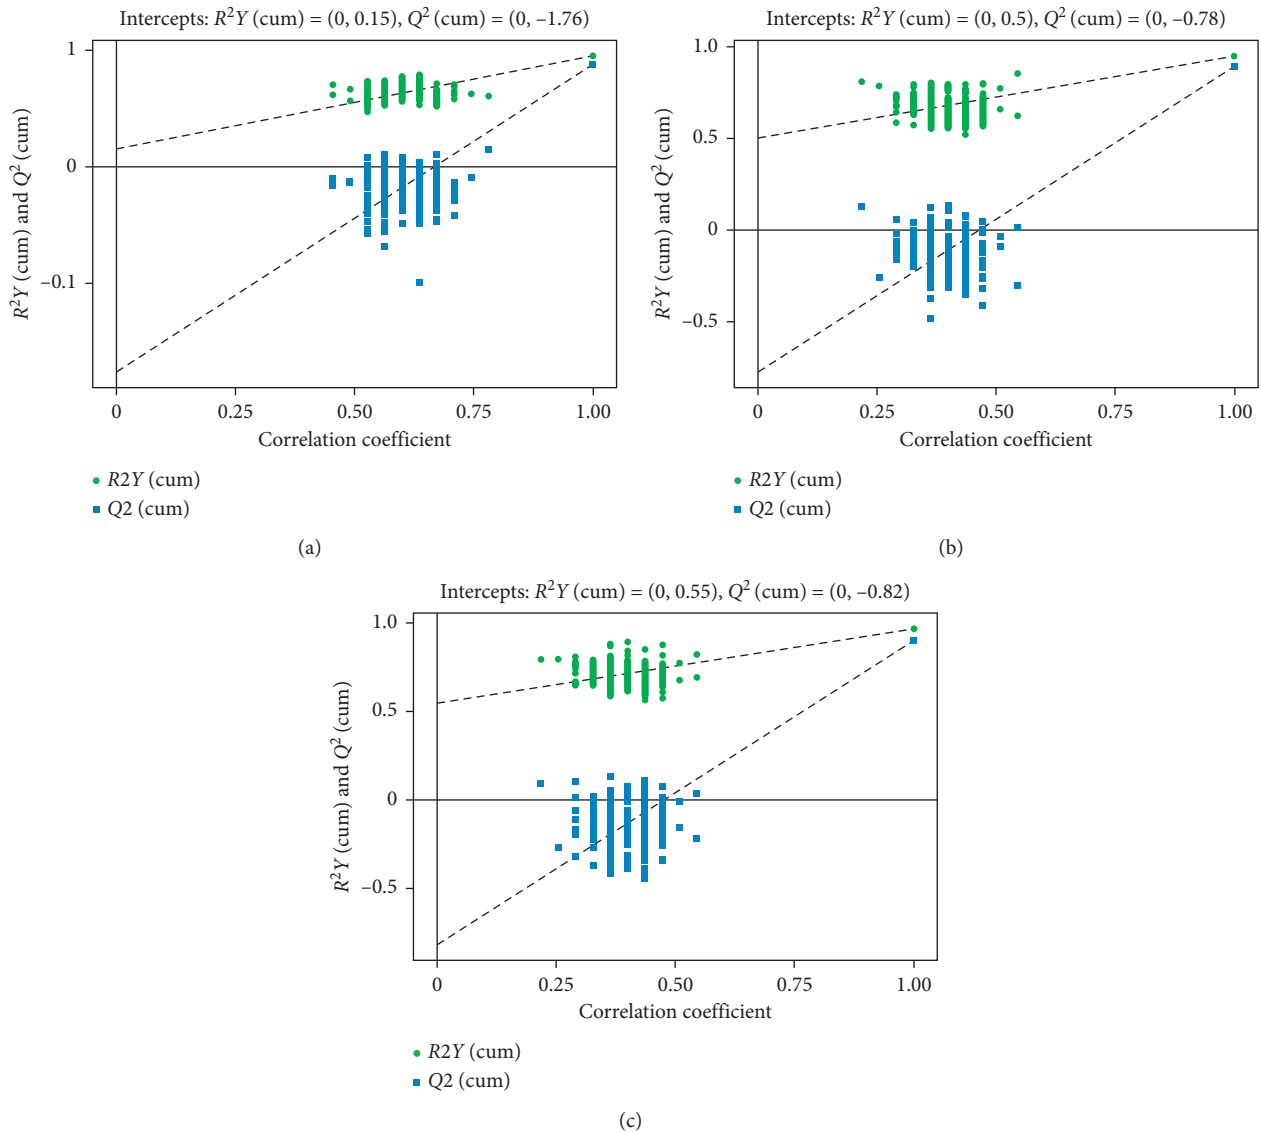 Intercepts: R²Y (cum) = (0, 0.15), Q² (cum) = (0, –1.76)
1
0
–0.1
R²Y (cum) and Q² (cum)
0 0.25 0.50 0.75 1.00
Correlation coefficient
R2Y (cum)
Q2 (cum)
(a)
Intercepts: R²Y (cum) = (0, 0.5), Q² (cum) = (0, –0.78)
1.0
0.5
0
–0.5
R²Y (cum) and Q² (cum)
0 0.25 0.50 0.75 1.00
Correlation coefficient
R2Y (cum)
Q2 (cum)
(b)
Intercepts: R²Y (cum) = (0, 0.55), Q² (cum) = (0, –0.82)
1.0
0.5
0
–0.5
R²Y (cum) and Q² (cum)
0 0.25 0.50 0.75 1.00
Correlation coefficient
R2Y (cum)
Q2 (cum)
(c)